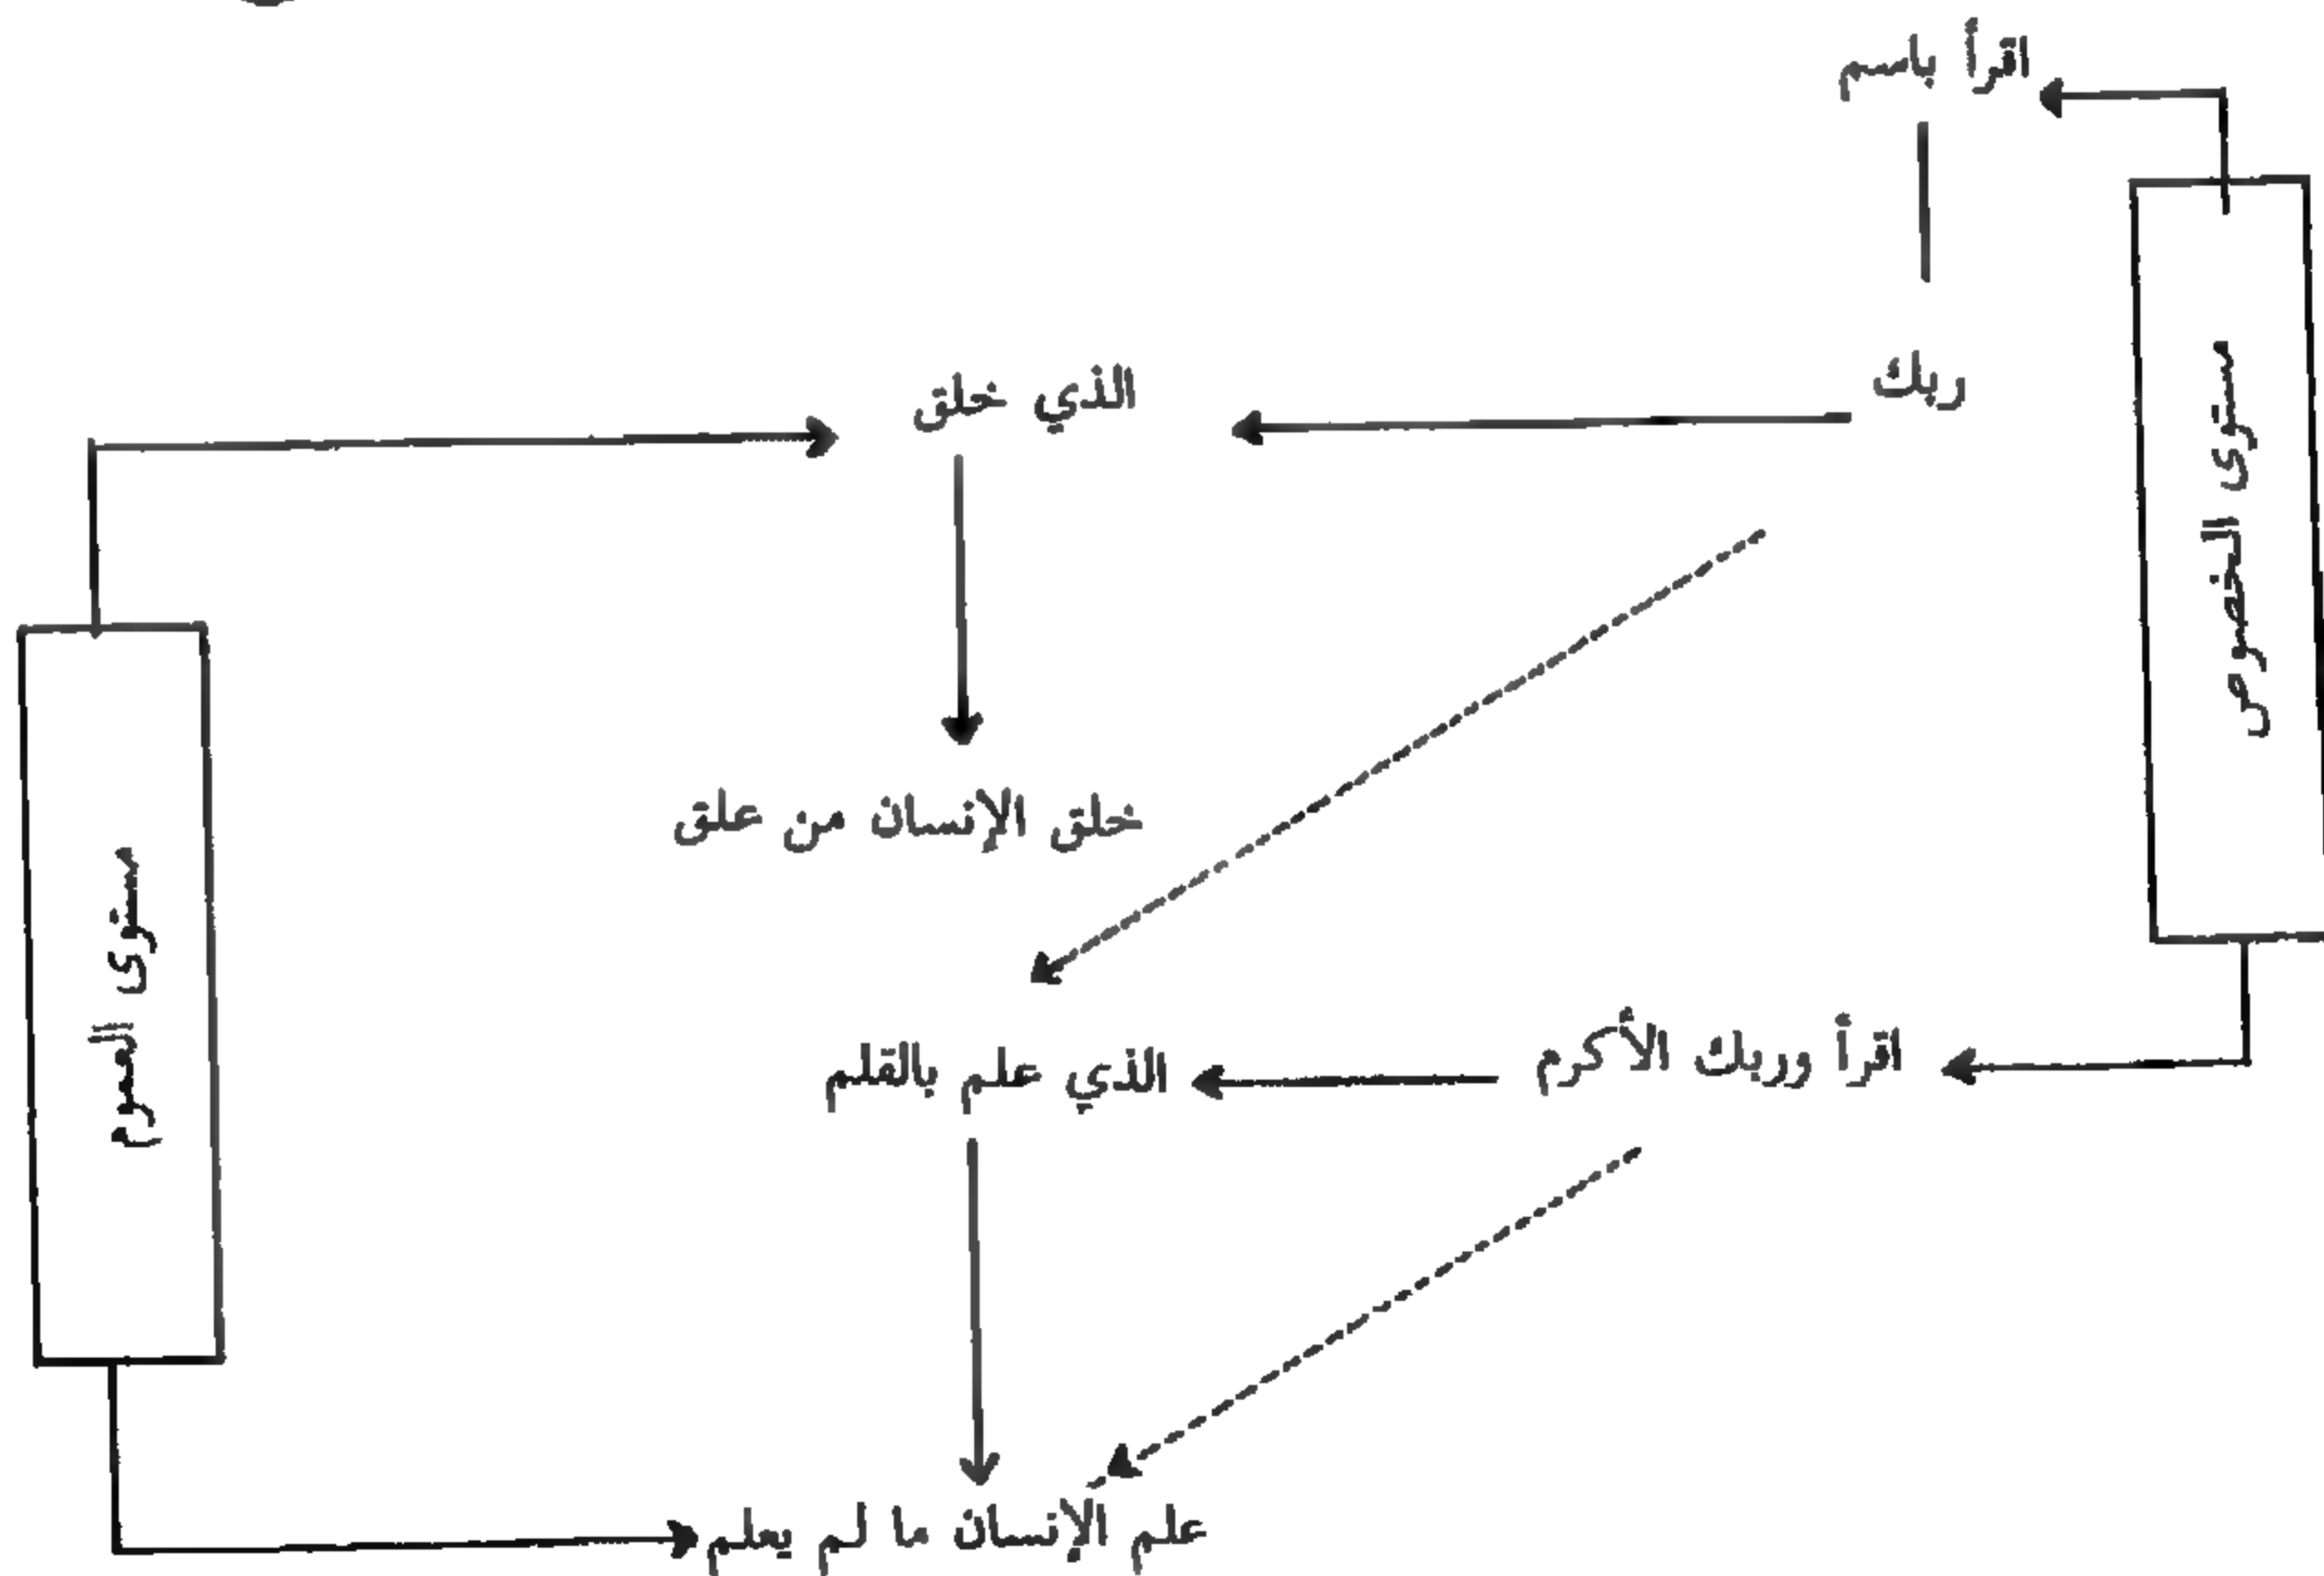 اقرأ باسم
ربك
الذي خلق
مستوى الخصوص
خلق الإنسان من علق
مستوى العموم
اقرأ وربك الأكرم
الذي علم بالقلم
علم الإنسان ما لم يعلم